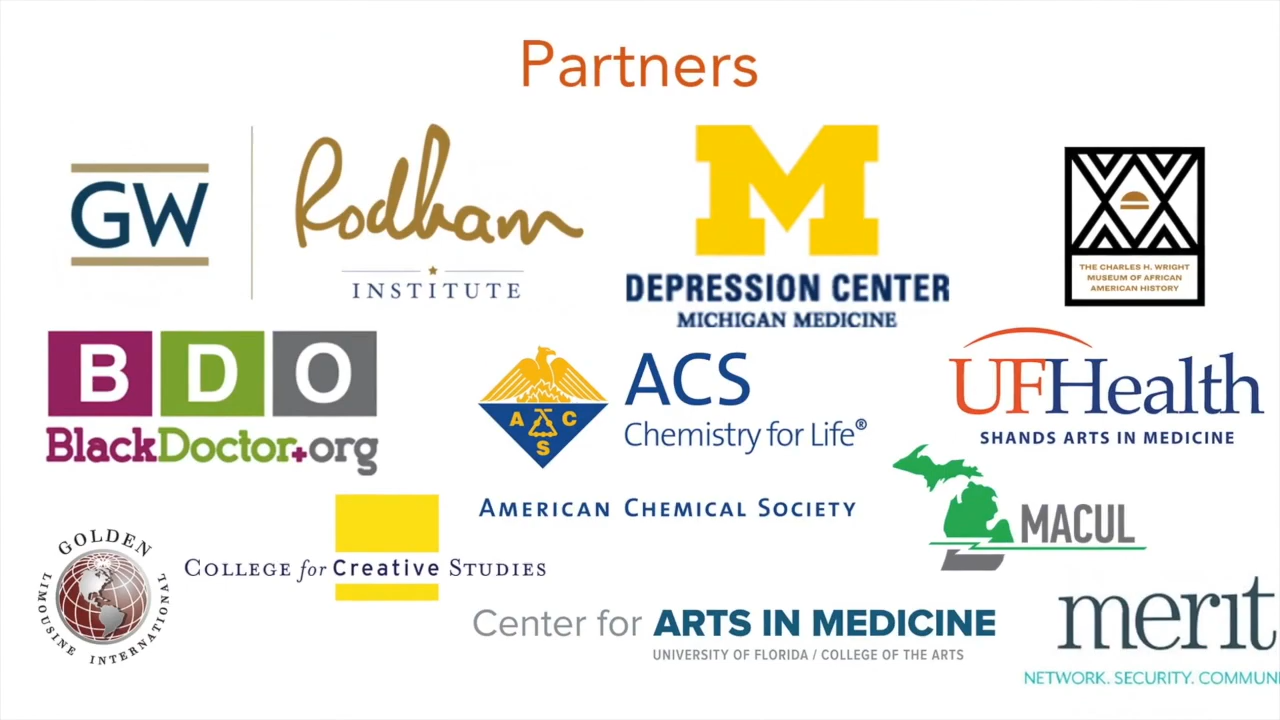 Partners
GW
Rodham
INSTITUTE
M
DEPRESSION CENTER
MICHIGAN MEDICINE
THE CHARLES H. WRIGHT
MUSEUM OF AFRICAN
AMERICAN HISTORY
BDO
BlackDoctor.org
A C S
ACS
Chemistry for Life®
AMERICAN CHEMICAL SOCIETY
UFHealth
SHANDS ARTS IN MEDICINE
MACUL
GOLDEN
LIMOUSINE INTERNATIONAL
COLLEGE for Creative STUDIES
Center for ARTS IN MEDICINE
UNIVERSITY OF FLORIDA / COLLEGE OF THE ARTS
merit
NETWORK. SECURITY. COMMUN